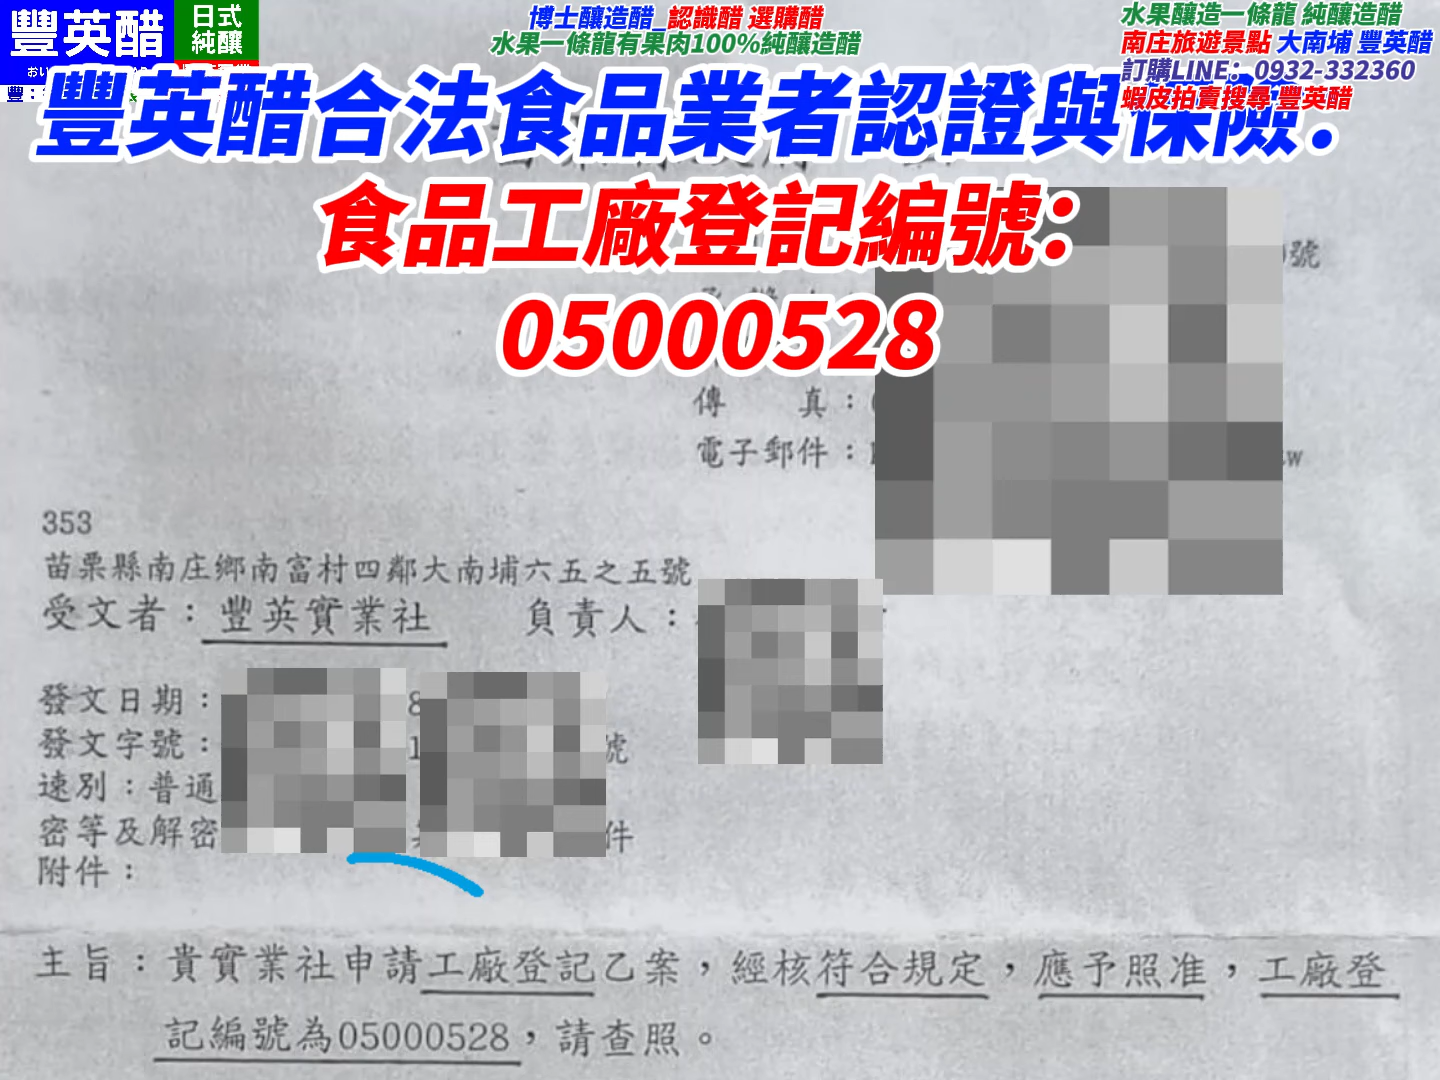 豐英醋
日式
純釀
博士釀造醋_認識醋 選購醋
水果一條龍有果肉100%純釀造醋
水果釀造一條龍 純釀造醋
南庄旅遊景點 大南埔 豐英醋
訂購LINE：0932-332360
蝦皮拍賣搜尋 豐英醋
豐英醋合法食品業者認證與保險:
食品工廠登記編號:
05000528
號
傳 真：
電子郵件：
353
苗栗縣南庄鄉南富村四鄰大南埔六五之五號
受文者：豐英實業社 負責人：
發文日期：
發文字號： 號
速別：普通
密等及解密 件
附件：
主旨：貴實業社申請工廠登記乙案，經核符合規定，應予照准，工廠登
記編號為05000528，請查照。